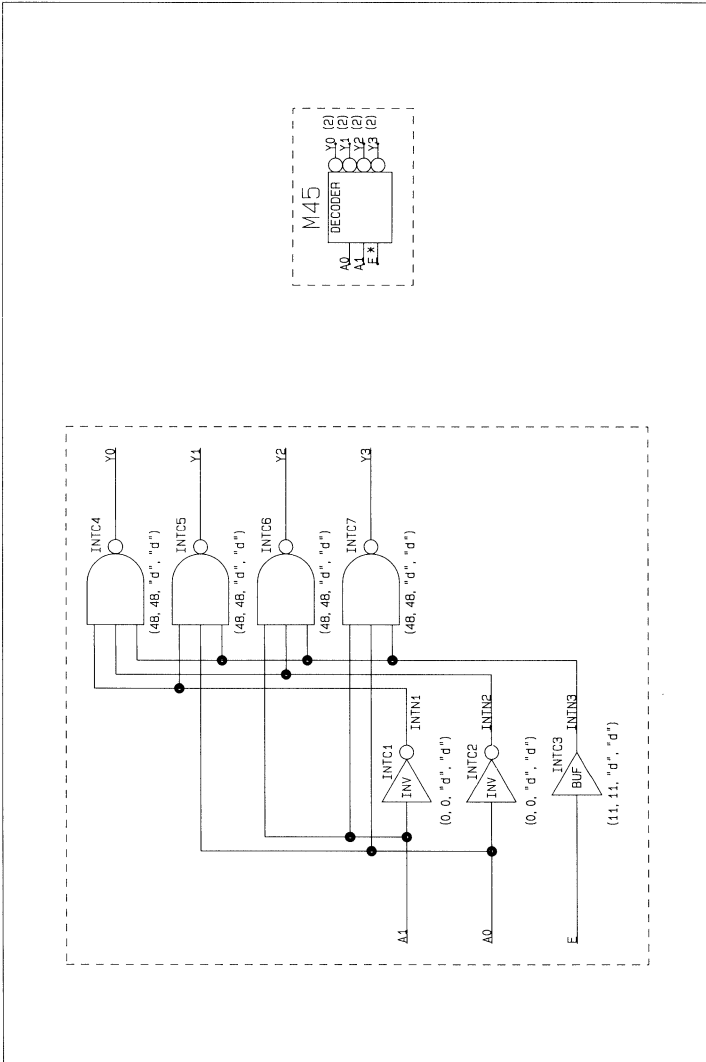 M45
DECODER
A0
A1
E *
Y0 (2)
Y1 (2)
Y2 (2)
Y3 (2)
INTC4
Y0
(48, 48, "d", "d")
INTC5
Y1
(48, 48, "d", "d")
INTC6
Y2
(48, 48, "d", "d")
INTC7
Y3
(48, 48, "d", "d")
A1
INTC1
INV
INTN1
(0, 0, "d", "d")
A0
INTC2
INV
INTN2
(0, 0, "d", "d")
E
INTC3
BUF
INTN3
(11, 11, "d", "d")